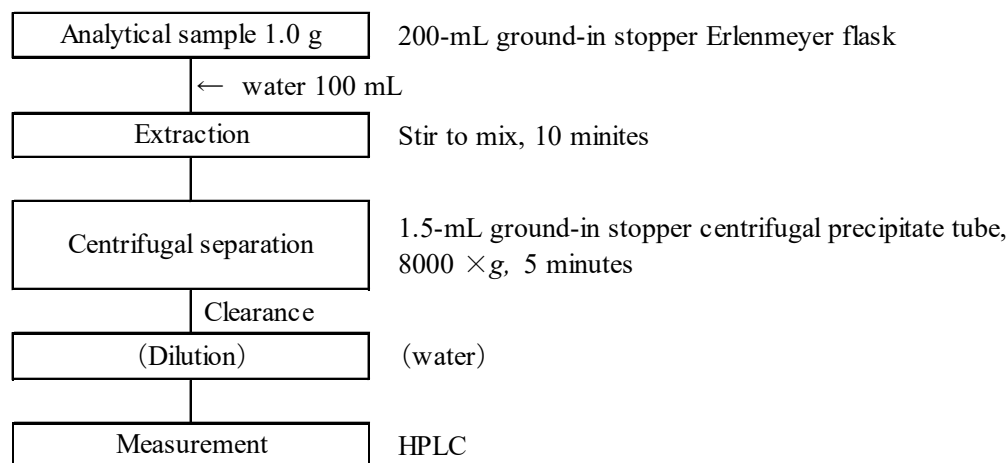 Analytical sample 1.0 g
200-mL ground-in stopper Erlenmeyer flask
← water 100 mL
Extraction
Stir to mix, 10 minites
Centrifugal separation
1.5-mL ground-in stopper centrifugal precipitate tube,
8000 ×g, 5 minutes
Clearance
(Dilution)
(water)
Measurement
HPLC